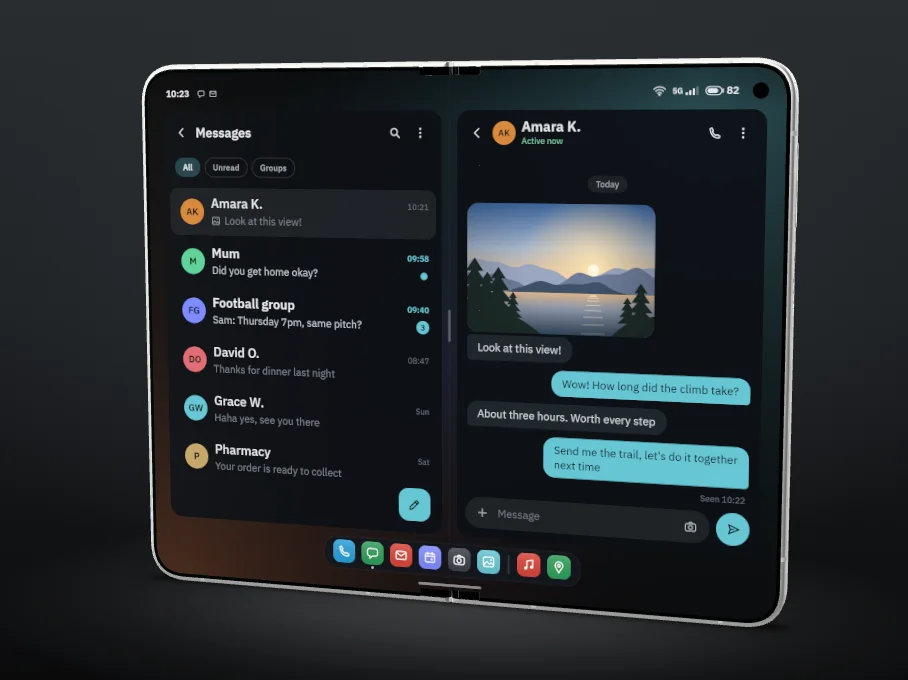 10:23
5G 82
Messages
All Unread Groups
AK Amara K. 10:21
Look at this view!
M Mum 09:58
Did you get home okay?
FG Football group 09:40
Sam: Thursday 7pm, same pitch? 3
DO David O. 08:47
Thanks for dinner last night
GW Grace W. Sun
Haha yes, see you there
P Pharmacy Sat
Your order is ready to collect
AK Amara K.
Active now
Today
Look at this view!
Wow! How long did the climb take?
About three hours. Worth every step
Send me the trail, let's do it together
next time
Seen 10:22
Message